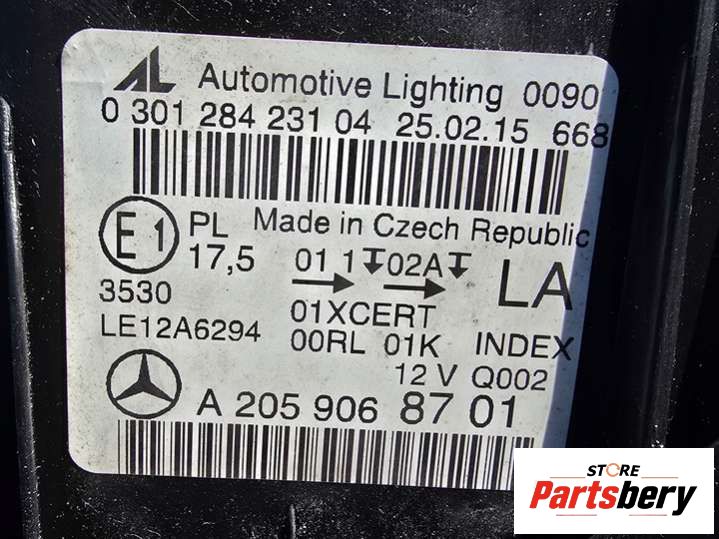 AL Automotive Lighting 0090
0 301 284 231 04 25.02.15 668
E1 PL Made in Czech Republic
17,5 01 1 02A LA
3530 01XCERT
LE12A6294 00RL 01K INDEX
12 V Q002
A 205 906 87 01
STORE
Partsbery